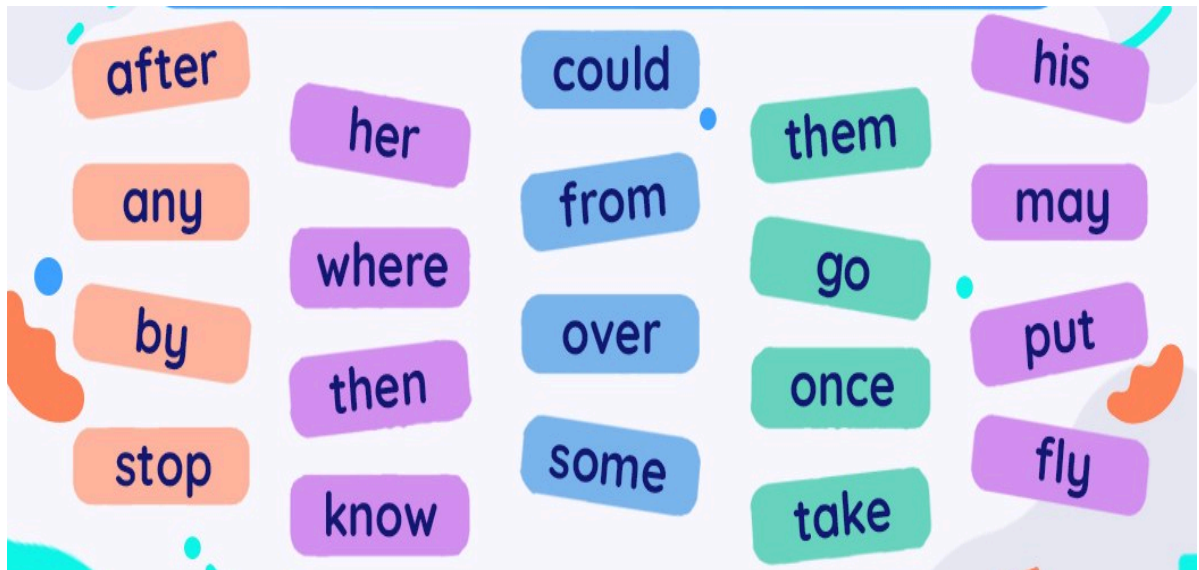 after
any
by
stop
her
where
then
know
could
from
over
some
them
go
once
take
his
may
put
fly